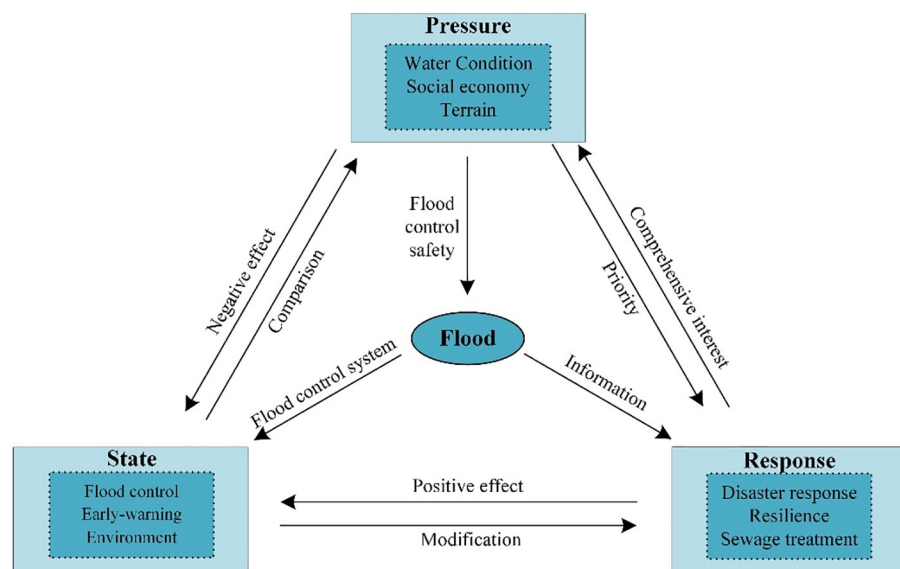 Pressure
Water Condition
Social economy
Terrain
Flood
control
safety
Negative effect
Comparison
Priority
Comprehensive interest
Flood
Flood control system
Information
State
Flood control
Early-warning
Environment
Positive effect
Modification
Response
Disaster response
Resilience
Sewage treatment